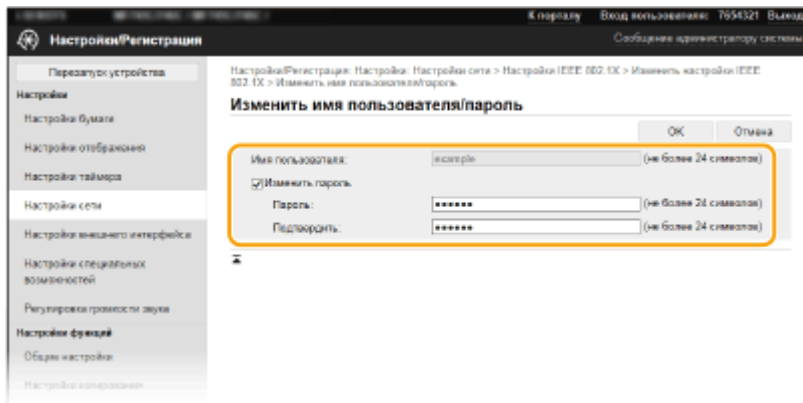 К порталу Вход пользователя: 7654321 Выход
Настройки/Регистрация
Сообщение администратору системы
Перезапуск устройства
Настройки
Настройки бумаги
Настройки отображения
Настройки таймера
Настройки сети
Настройки внешнего интерфейса
Настройки специальных
возможностей
Регулировка громкости звука
Настройки функций
Общие настройки
Настройки копирования
Настройки/Регистрация: Настройки: Настройки сети > Настройки IEEE 802.1X > Изменить настройки IEEE
802.1X > Изменить имя пользователя/пароль
Изменить имя пользователя/пароль
OK Отмена
Имя пользователя: example (не более 24 символов)
Изменить пароль
Пароль: ●●●●●● (не более 24 символов)
Подтвердить: ●●●●●● (не более 24 символов)